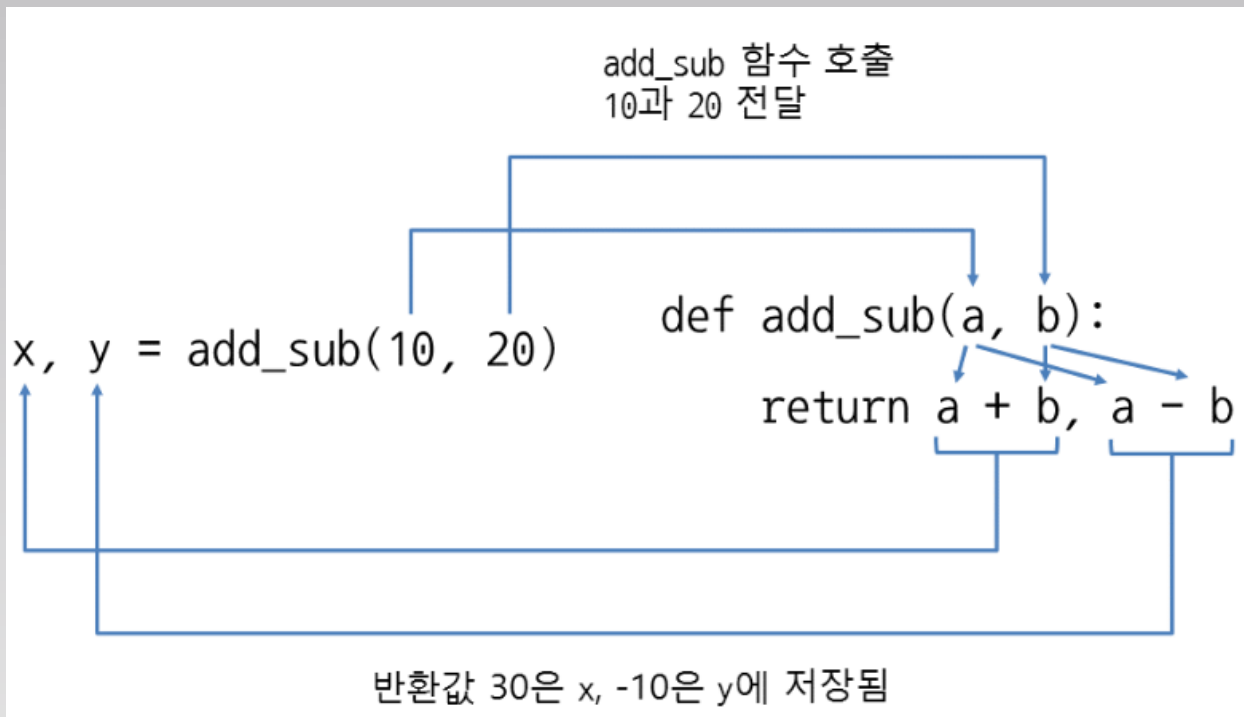 add_sub 함수 호출
10과 20 전달
def add_sub(a, b):
x, y = add_sub(10, 20)
return a + b, a - b
반환값 30은 x, -10은 y에 저장됨